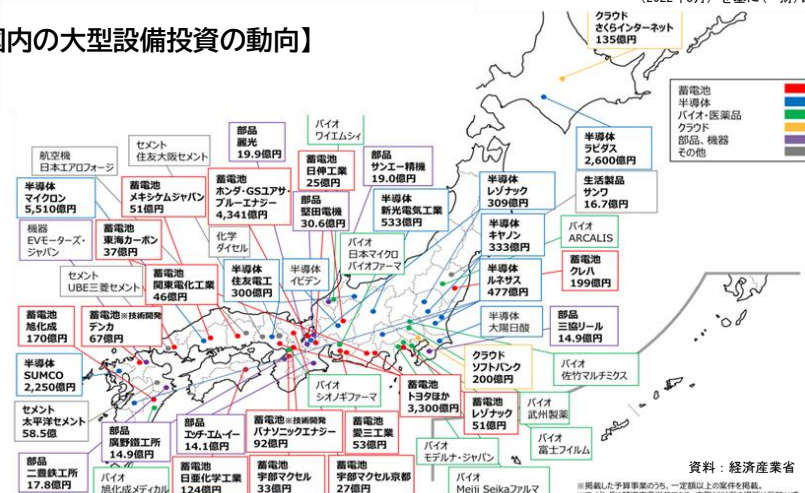 内の大型設備投資の動向】
クラウド
さくらインターネット
135億円
蓄電池
半導体
バイオ・医薬品
クラウド
部品、機器
その他
半導体
ラピダス
2,600億円
生活製品
サンワ
16.7億円
バイオ
ARCALIS
蓄電池
クレハ
199億円
部品
三協リール
14.9億円
バイオ
佐竹マルチミクス
航空機
日本エアロフォージ
セメント
住友大阪セメント
部品
麗光
19.9億円
バイオ
ワイエムシィ
蓄電池
日伸工業
25億円
部品
サンエー精機
19.0億円
半導体
マイクロン
5,510億円
蓄電池
メキシケムジャパン
51億円
蓄電池
ホンダ・GSユアサ・
ブルーエナジー
4,341億円
部品
堅田電機
30.6億円
半導体
新光電気工業
533億円
半導体
レゾナック
309億円
機器
EVモーターズ・
ジャパン
蓄電池
東海カーボン
37億円
化学
ダイセル
バイオ
日本マイクロ
バイオファーマ
半導体
キヤノン
333億円
セメント
UBE三菱セメント
蓄電池
関東電化工業
46億円
半導体
住友電工
300億円
半導体
イビデン
半導体
ルネサス
477億円
蓄電池
旭化成
170億円
蓄電池※技術開発
デンカ
67億円
半導体
大陽日酸
半導体
SUMCO
2,250億円
クラウド
ソフトバンク
200億円
セメント
太平洋セメント
58.5億
バイオ
シオノギファーマ
蓄電池
トヨタほか
3,300億円
蓄電池
レゾナック
51億円
バイオ
武州製薬
部品
廣野鐵工所
14.9億円
部品
エッチ・エム・イー
14.1億円
蓄電池※技術開発
パナソニックエナジー
92億円
蓄電池
愛三工業
53億円
バイオ
モデルナ・ジャパン
バイオ
富士フイルム
部品
二豊鉄工所
17.8億円
バイオ
旭化成メディカル
蓄電池
日亜化学工業
124億円
蓄電池
宇部マクセル
33億円
蓄電池
宇部マクセル京都
27億円
バイオ
Meiji Seikaファルマ
資料：経済産業省
※掲載した予算事業のうち、一定額以上の案件を掲載。